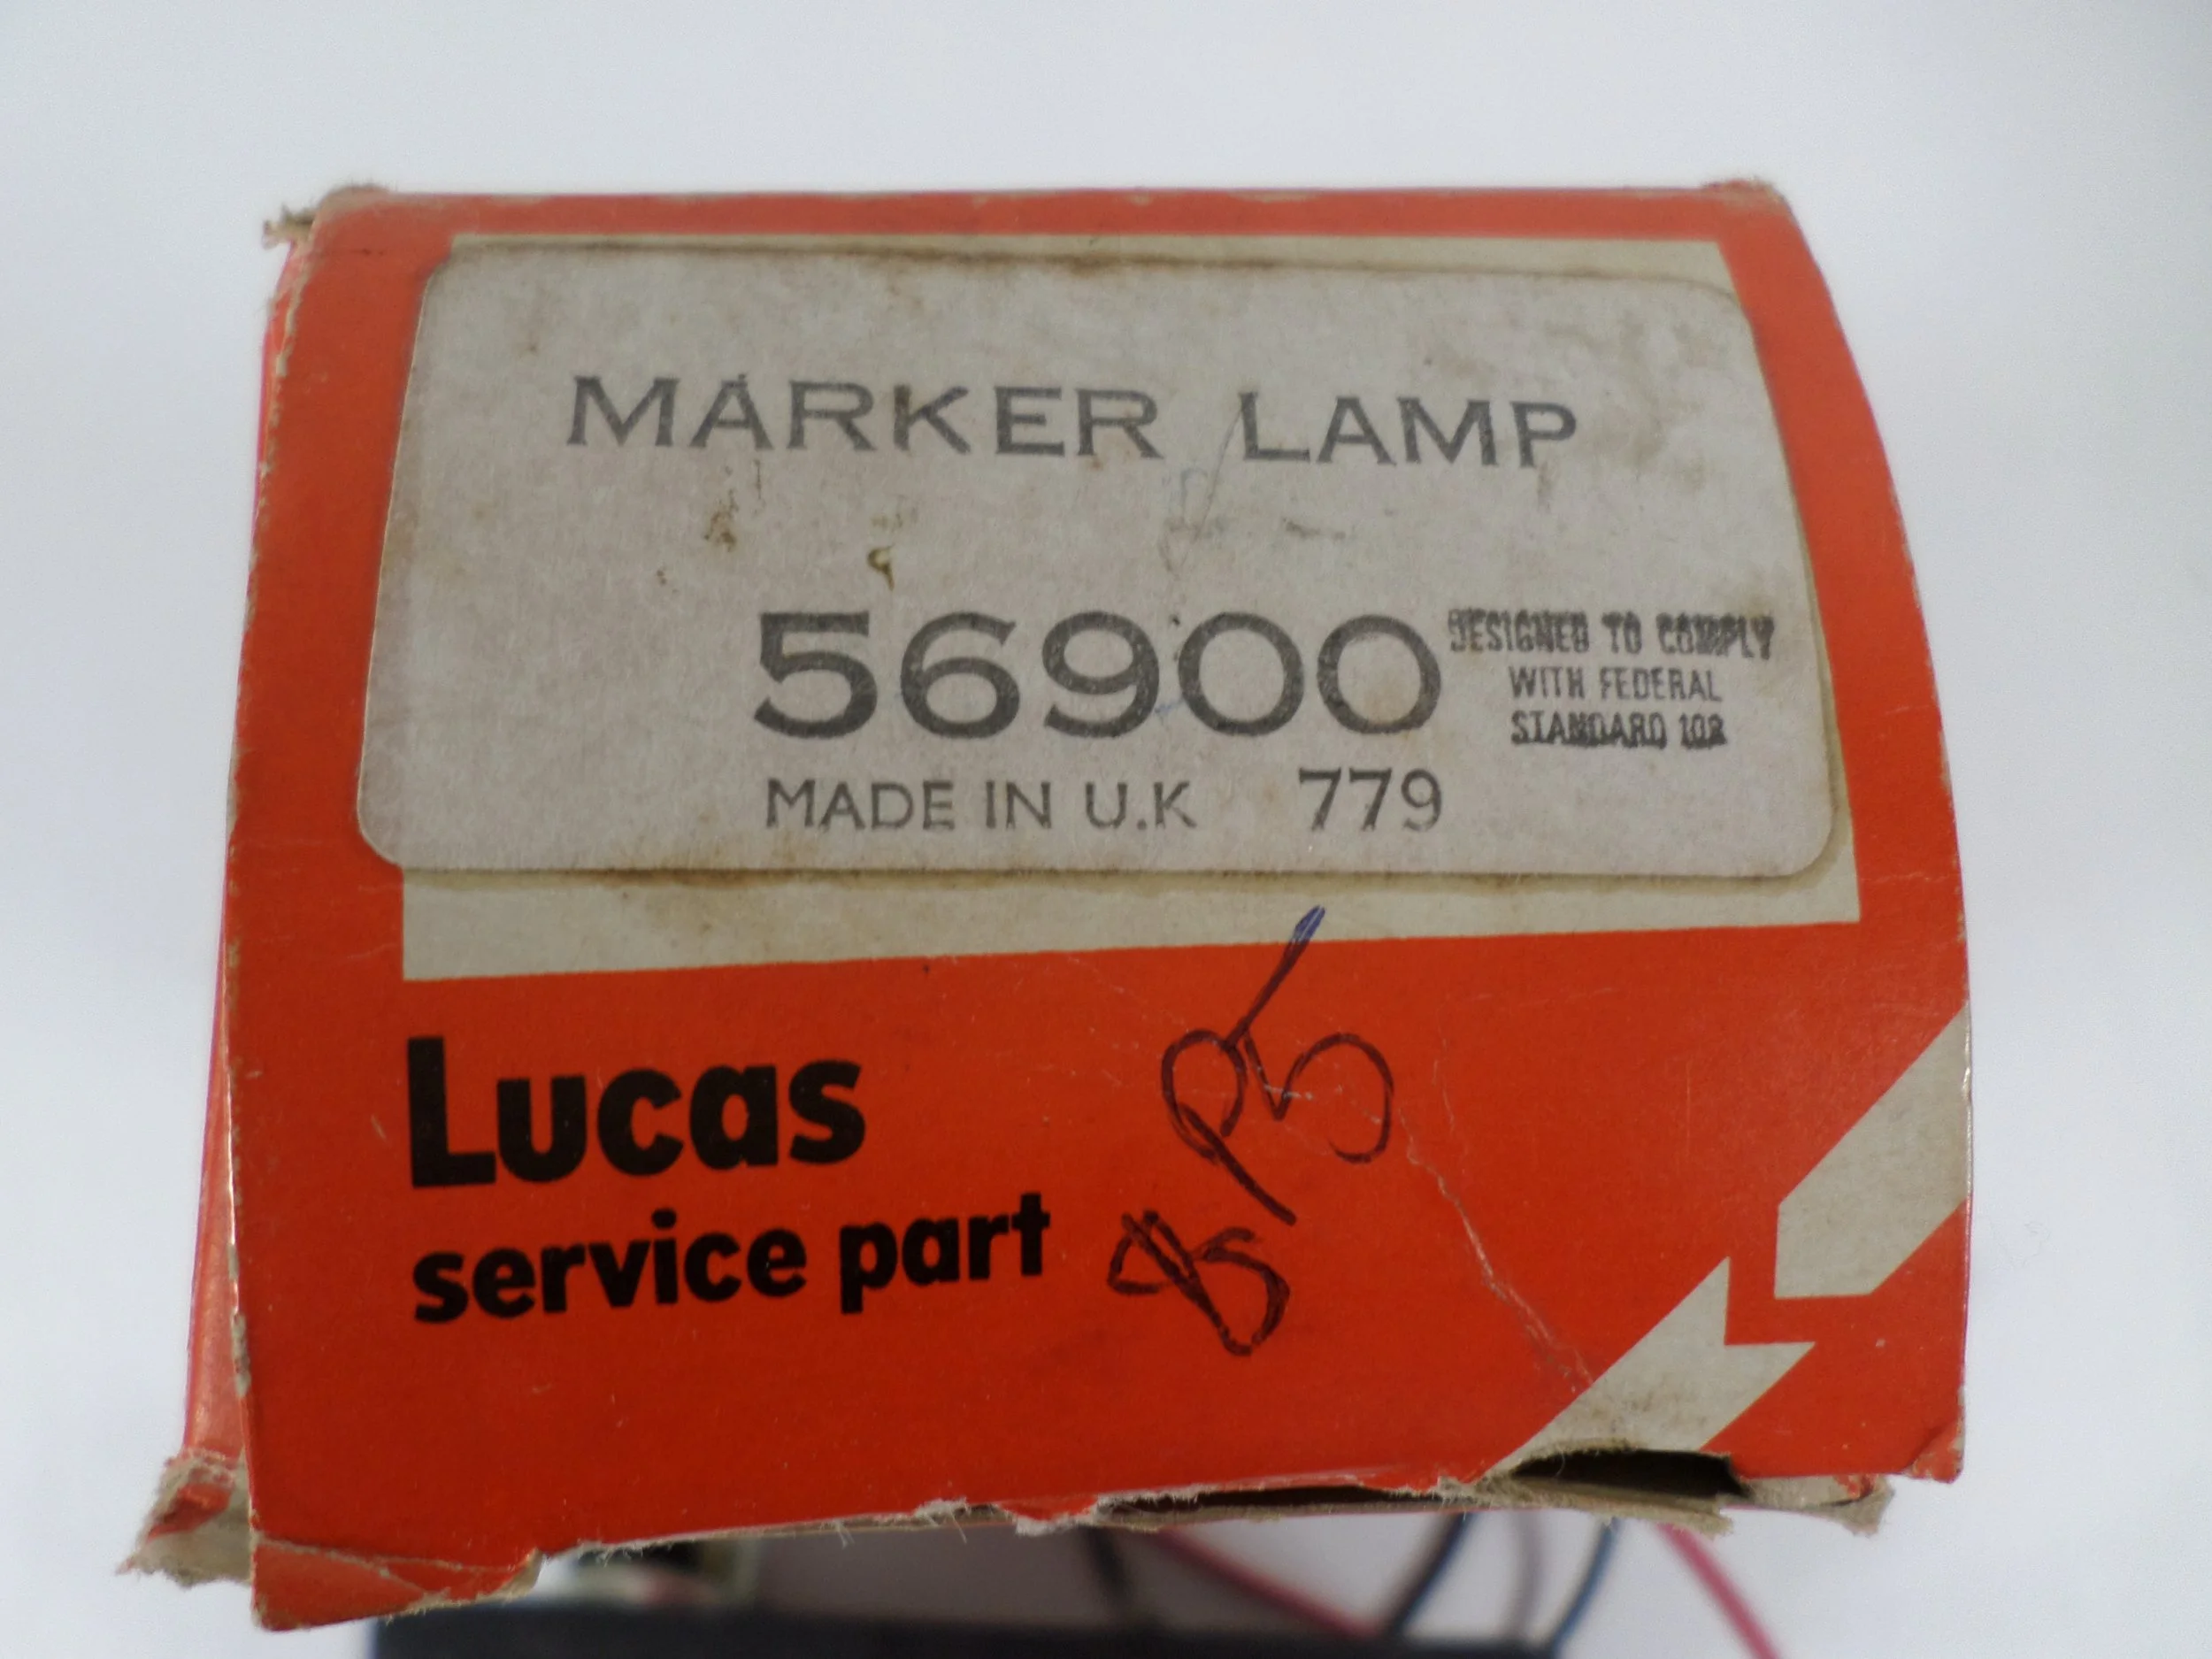 MARKER LAMP
56900
DESIGNED TO COMPLY
WITH FEDERAL
STANDARD 108
MADE IN U.K 779
Lucas
service part